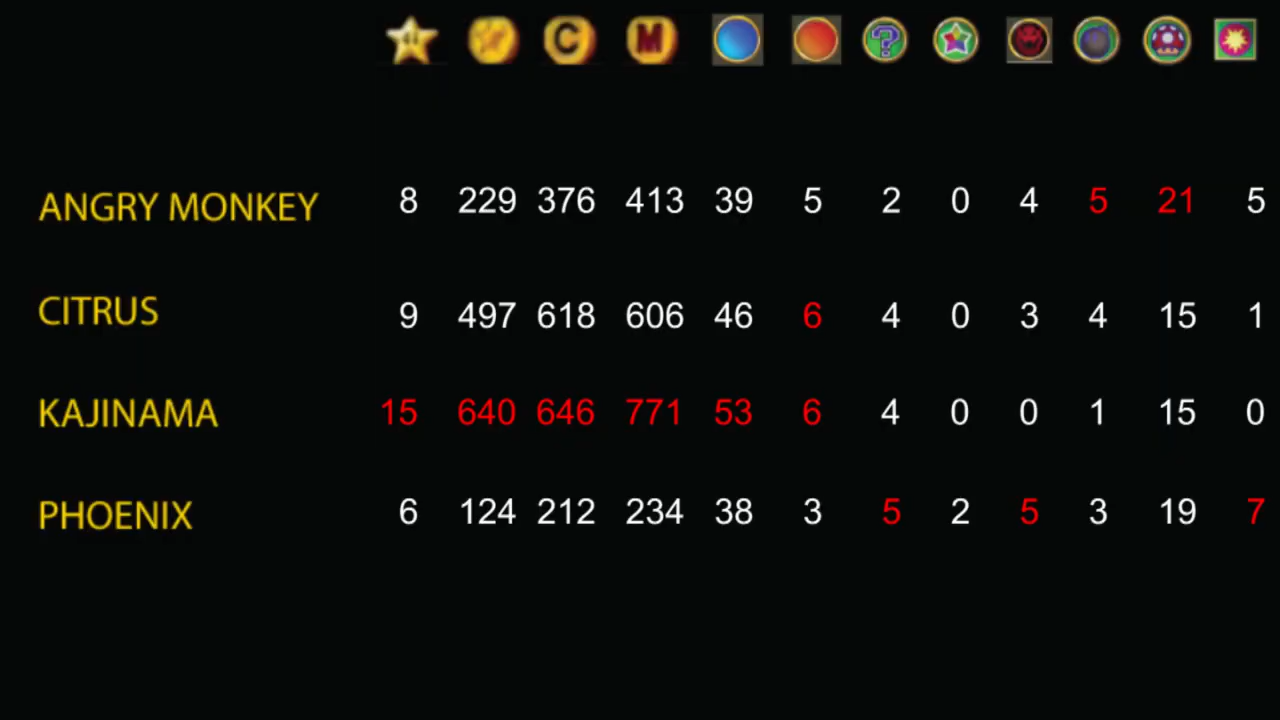 C M ?
ANGRY MONKEY 8 229 376 413 39 5 2 0 4 5 21 5
CITRUS 9 497 618 606 46 6 4 0 3 4 15 1
KAJINAMA 15 640 646 771 53 6 4 0 0 1 15 0
PHOENIX 6 124 212 234 38 3 5 2 5 3 19 7